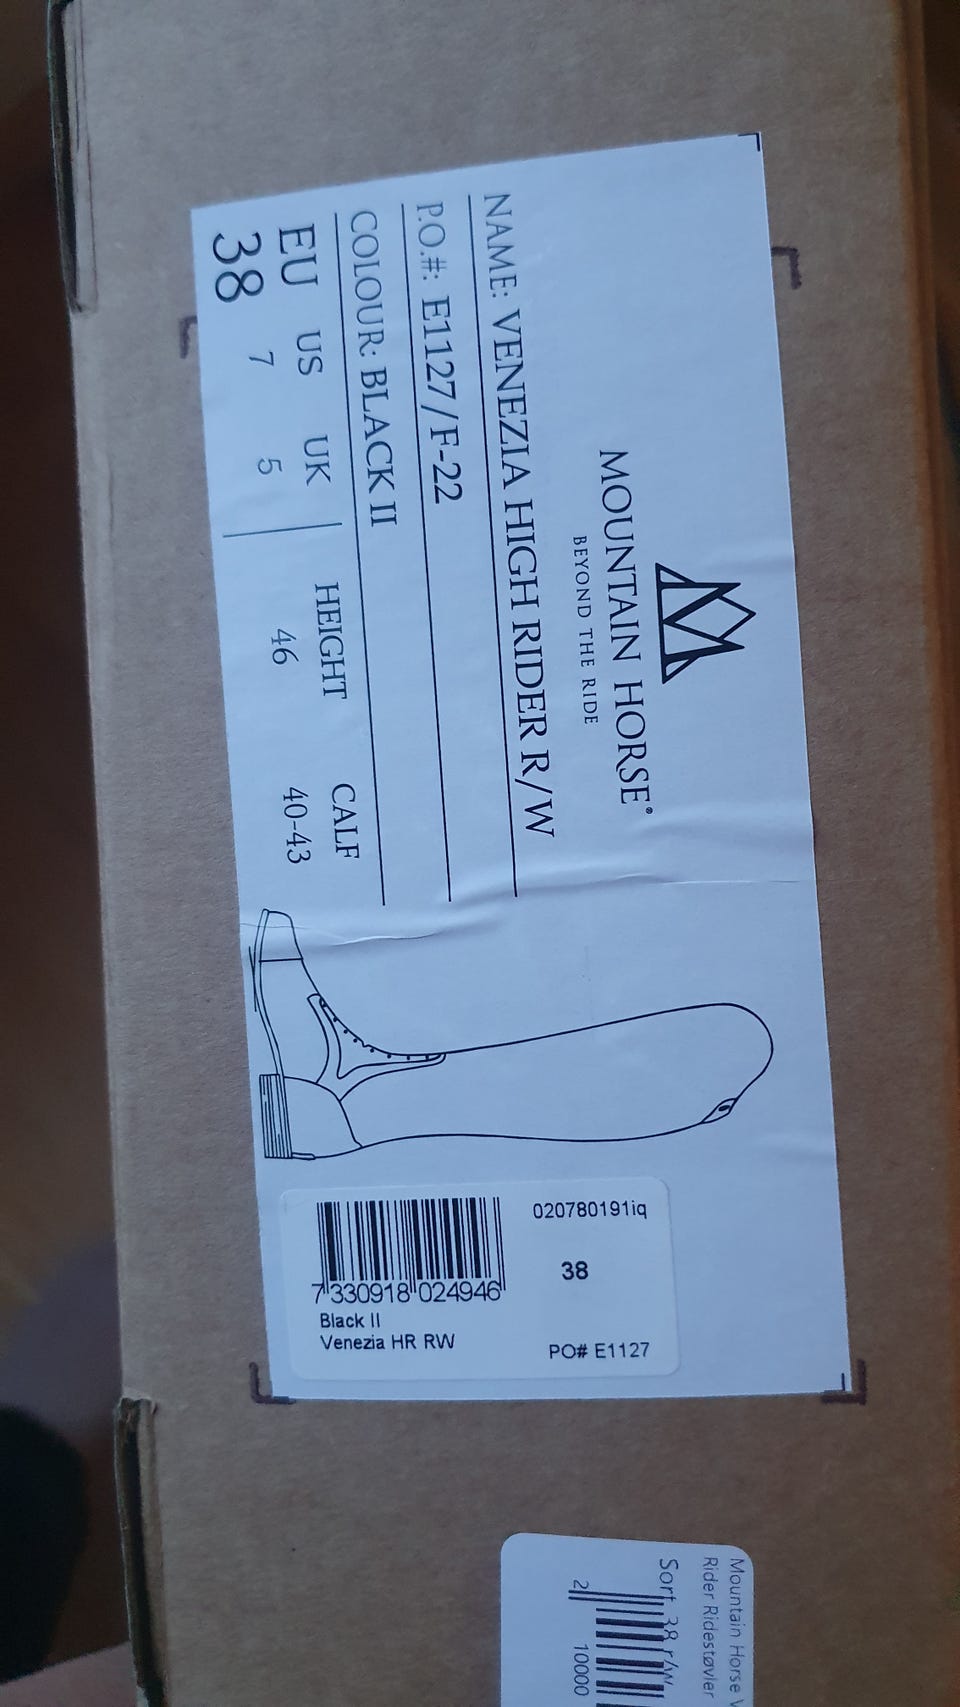 MOUNTAIN HORSE®
BEYOND THE RIDE
NAME: VENEZIA HIGH RIDER R/W
P.O.#: E1127/F-22
COLOUR: BLACK II
EU US UK HEIGHT CALF
38 7 5 46 40-43
020780191iq
38
PO# E1127
7 330918 024946
Black II
Venezia HR RW
Mountain Horse V
Rider Ridestøvler
Sort 38 r/w
2 10000